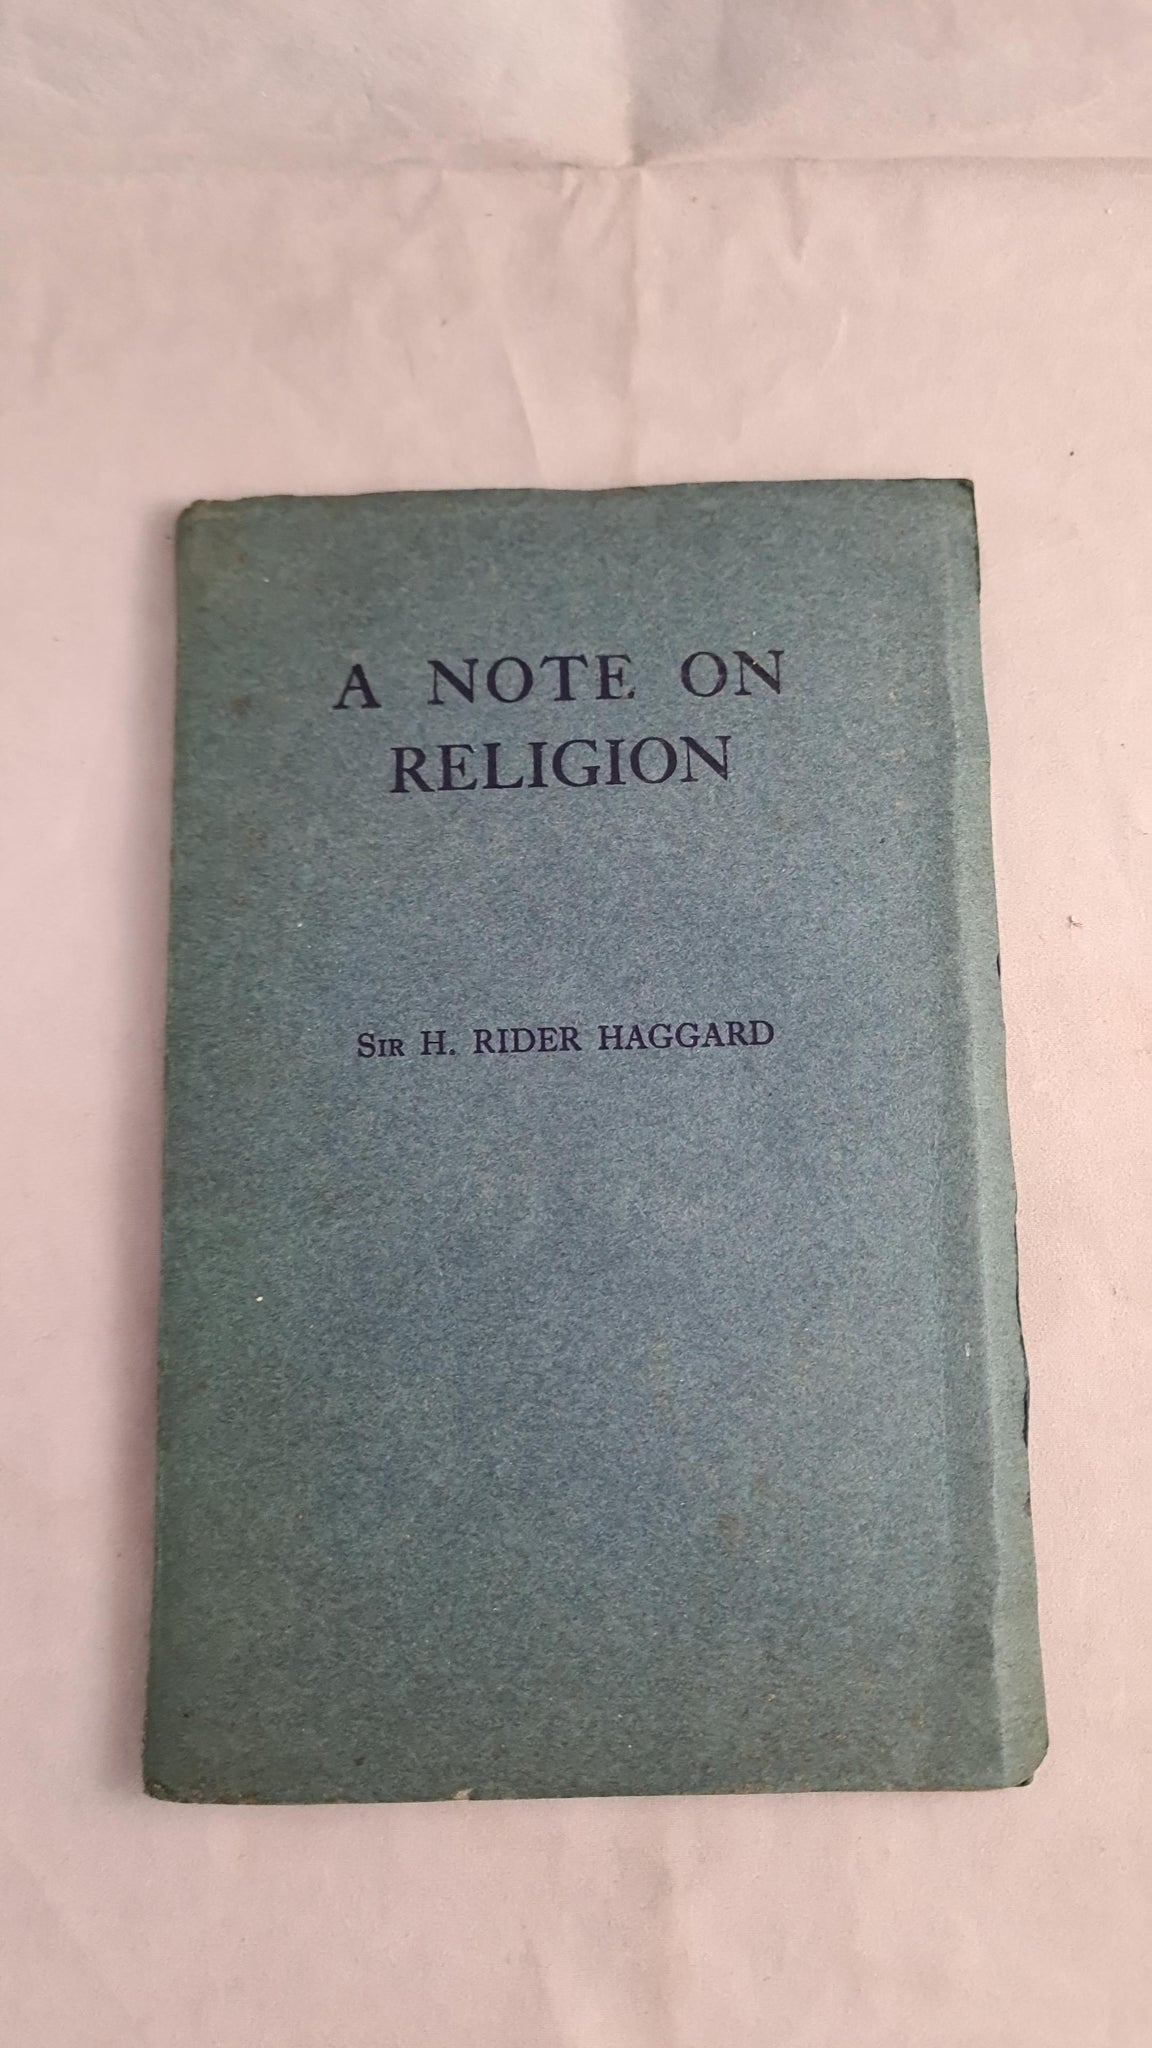 A NOTE ON
RELIGION
SIR H. RIDER HAGGARD